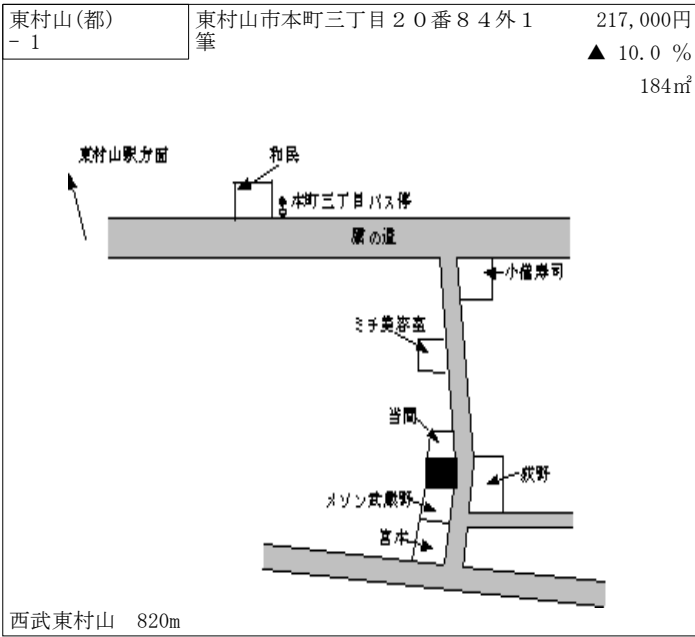 東村山(都)
- 1
東村山市本町三丁目20番84外1
筆
217,000円
▲ 10.0 %
184㎡
東村山駅方面
和民
本町三丁目バス停
鷹の道
小僧寿司
ミチ美容室
当間
荻野
メゾン武蔵野
宮本
西武東村山 820m